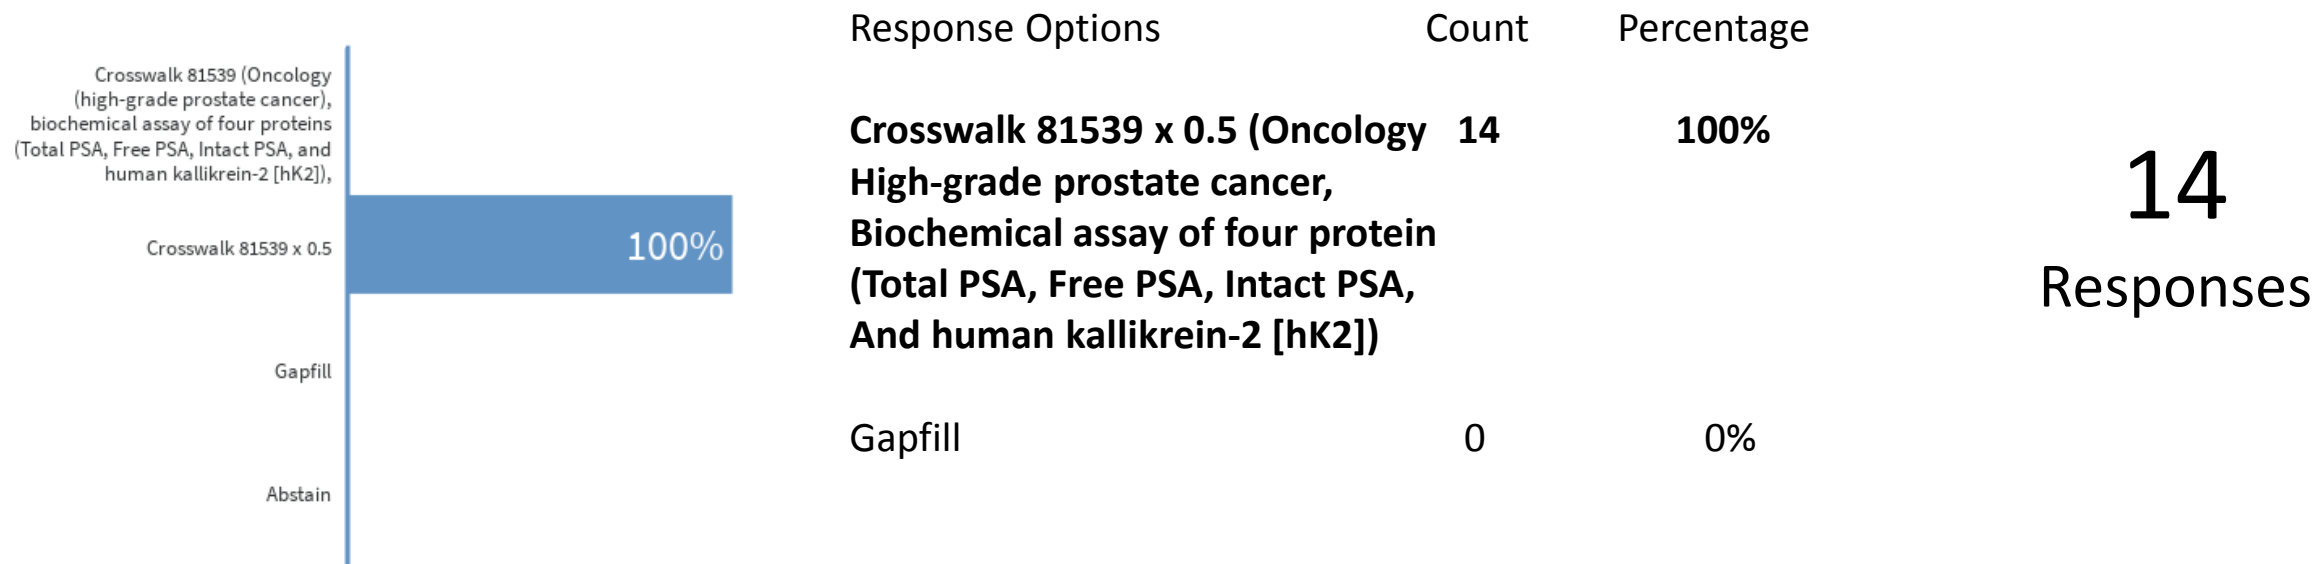 Crosswalk 81539 (Oncology
(high-grade prostate cancer),
biochemical assay of four proteins
(Total PSA, Free PSA, Intact PSA, and
human kallikrein-2 [hK2]),
Crosswalk 81539 x 0.5
100%
Gapfill
Abstain
Response Options Count Percentage
Crosswalk 81539 x 0.5 (Oncology 14 100%
High-grade prostate cancer,
Biochemical assay of four protein
(Total PSA, Free PSA, Intact PSA,
And human kallikrein-2 [hK2])
Gapfill 0 0%
14
Responses